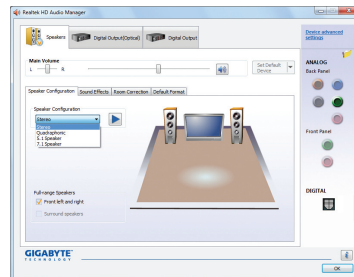 Realtek HD Audio Manager
Speakers
Digital Output(Optical)
Digital Output
Device advanced
settings
Main Volume
L
R
Set Default
Device
ANALOG
Back Panel
Speaker Configuration
Sound Effects
Room Correction
Default Format
Speaker Configuration
Stereo
Stereo
Quadraphonic
5.1 Speaker
7.1 Speaker
Front Panel
Full-range Speakers
Front left and right
Surround speakers
DIGITAL
GIGABYTE
TECHNOLOGY
OK